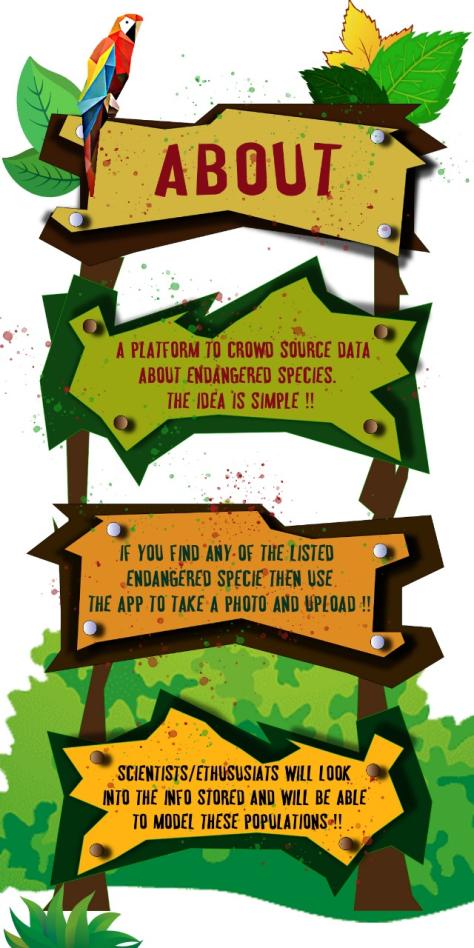 ABOUT
A PLATFORM TO CROWD SOURCE DATA
ABOUT ENDANGERED SPECIES.
THE IDEA IS SIMPLE !!
IF YOU FIND ANY OF THE LISTED
ENDANGERED SPECIE THEN USE
THE APP TO TAKE A PHOTO AND UPLOAD !!
SCIENTISTS/ETHUSUSIATS WILL LOOK
INTO THE INFO STORED AND WILL BE ABLE
TO MODEL THESE POPULATIONS !!